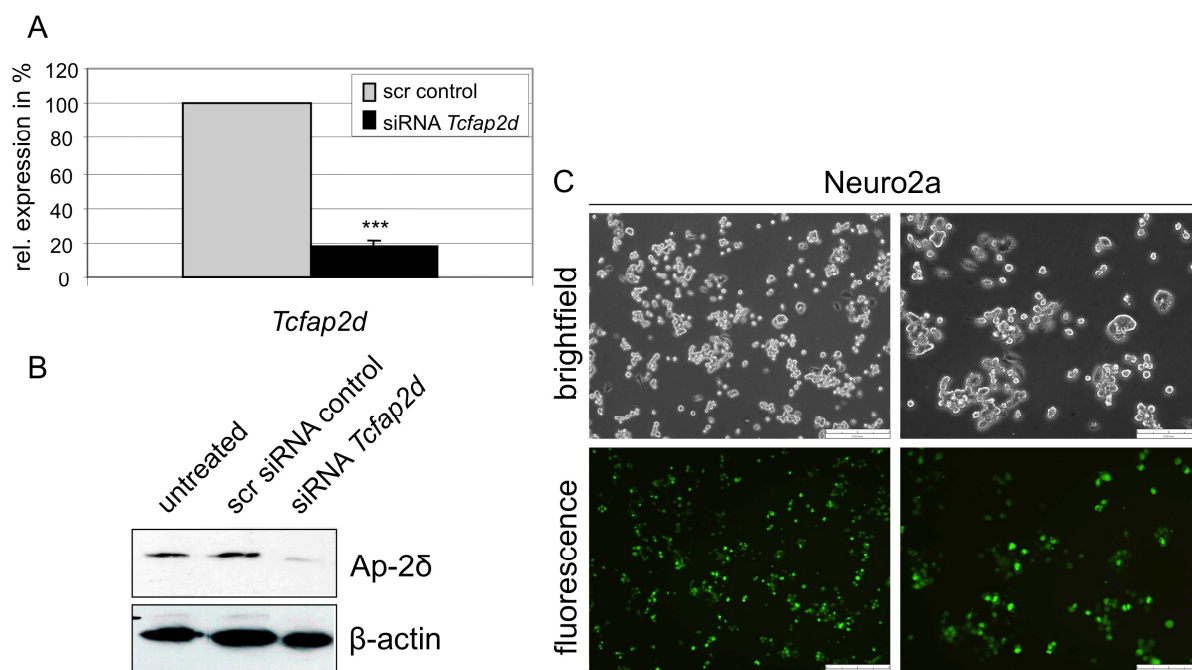 A
rel. expression in %
120
100
80
60
40
20
0
scr control
siRNA Tcfap2d
***
Tcfap2d
B
untreated
scr siRNA control
siRNA Tcfap2d
Ap-2δ
β-actin
C
Neuro2a
brightfield
fluorescence